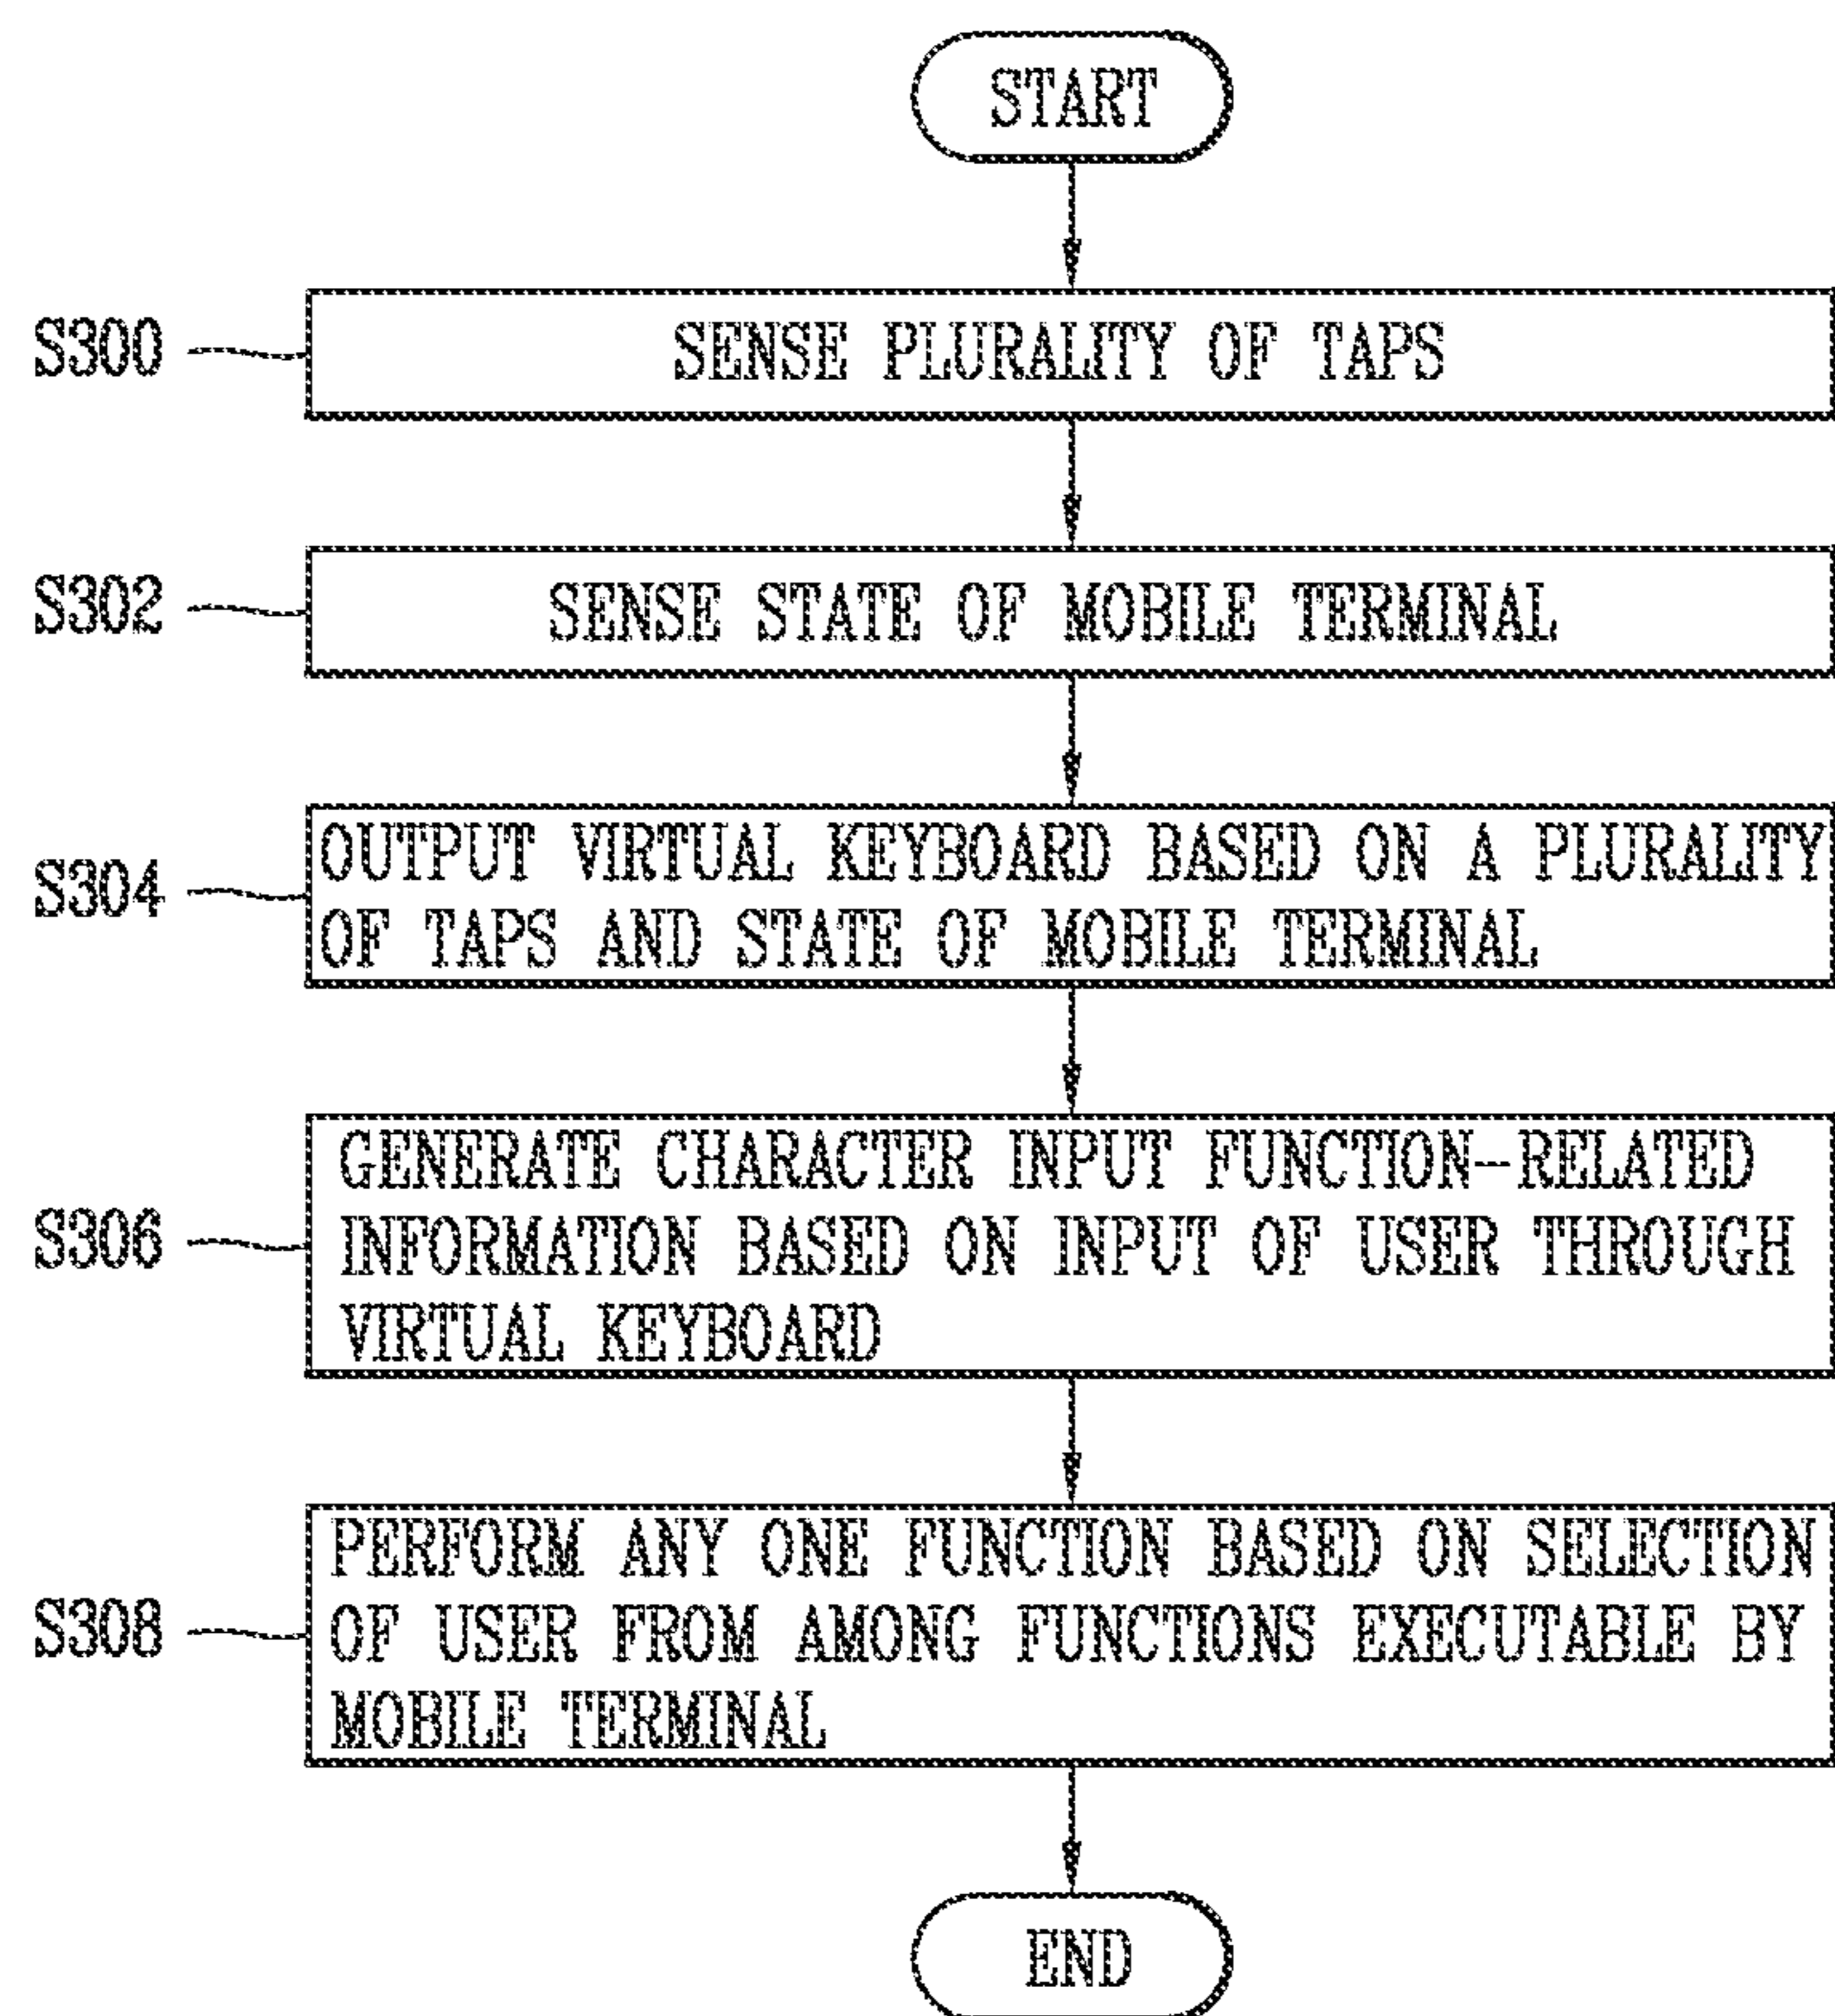 START
S300
SENSE PLURALITY OF TAPS
S302
SENSE STATE OF MOBILE TERMINAL
S304
OUTPUT VIRTUAL KEYBOARD BASED ON A PLURALITY
OF TAPS AND STATE OF MOBILE TERMINAL
S306
GENERATE CHARACTER INPUT FUNCTION-RELATED
INFORMATION BASED ON INPUT OF USER THROUGH
VIRTUAL KEYBOARD
S308
PERFORM ANY ONE FUNCTION BASED ON SELECTION
OF USER FROM AMONG FUNCTIONS EXECUTABLE BY
MOBILE TERMINAL
END